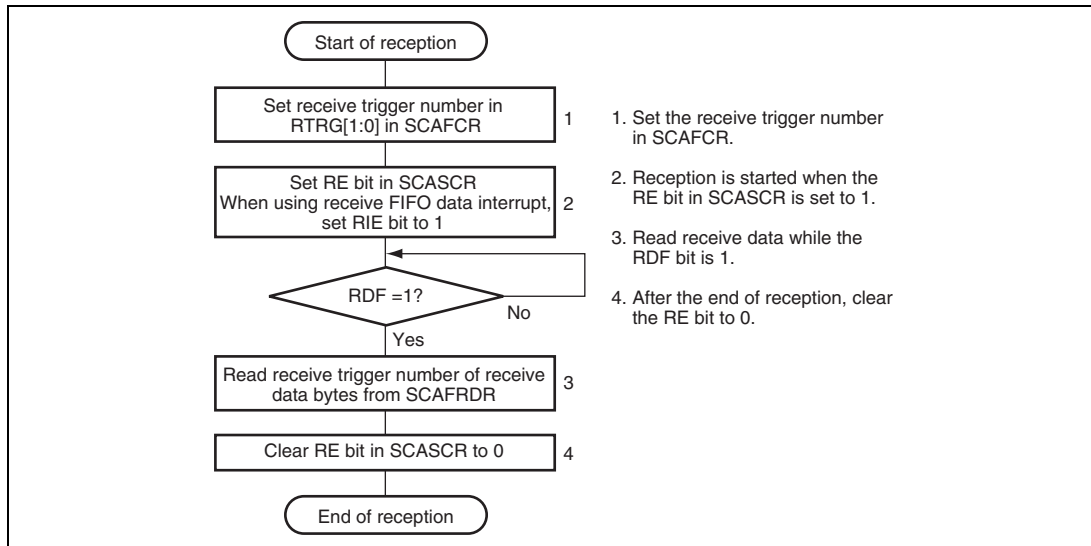 Start of reception
Set receive trigger number in
RTRG[1:0] in SCAFCR
1
Set RE bit in SCASCR
When using receive FIFO data interrupt,
set RIE bit to 1
2
RDF =1?
No
Yes
Read receive trigger number of receive
data bytes from SCAFRDR
3
Clear RE bit in SCASCR to 0
4
End of reception
1. Set the receive trigger number
in SCAFCR.
2. Reception is started when the
RE bit in SCASCR is set to 1.
3. Read receive data while the
RDF bit is 1.
4. After the end of reception, clear
the RE bit to 0.